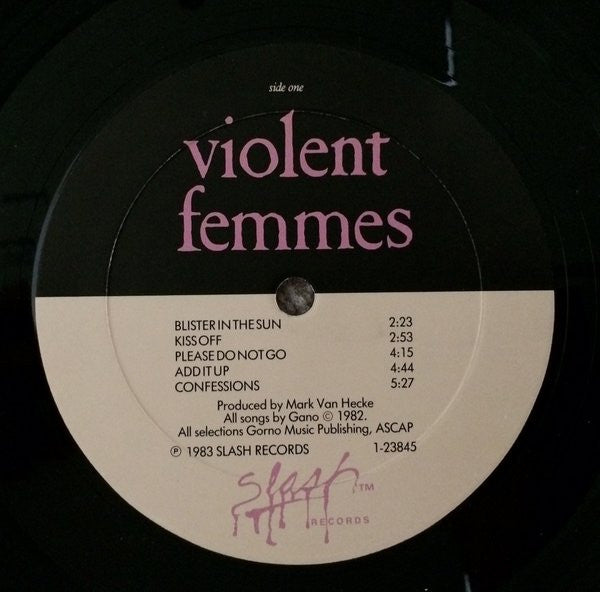 side one
violent
femmes
BLISTER IN THE SUN 2:23
KISS OFF 2:53
PLEASE DO NOT GO 4:15
ADD IT UP 4:44
CONFESSIONS 5:27
Produced by Mark Van Hecke
All songs by Gano © 1982.
All selections Gorno Music Publishing, ASCAP
℗ 1983 SLASH RECORDS 1-23845
Slash TM
RECORDS